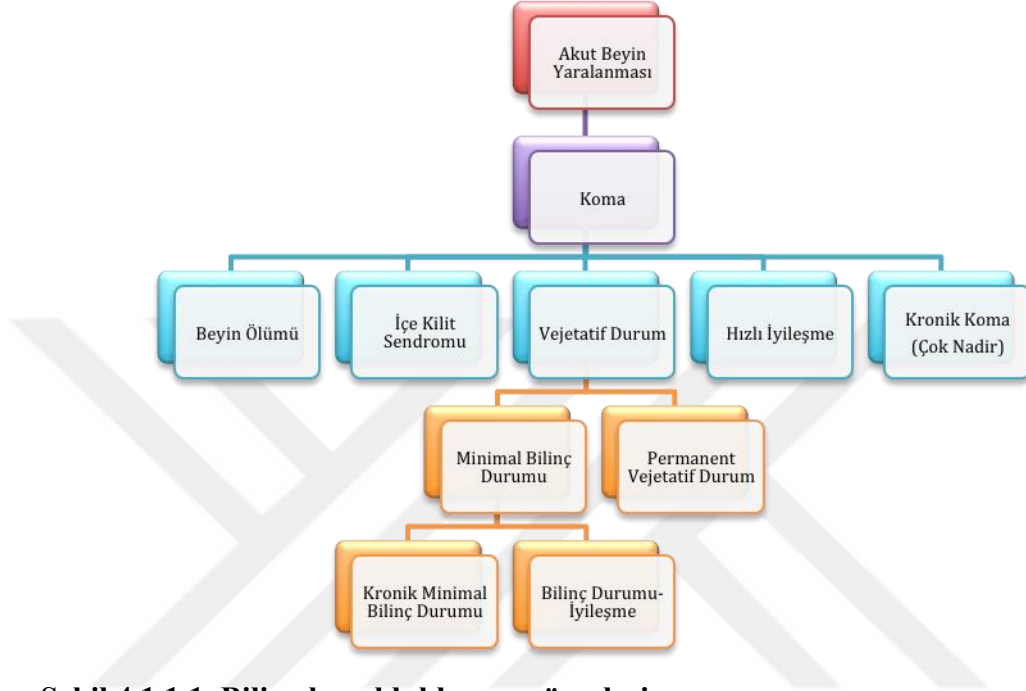 Akut Beyin
Yaralanması
Koma
Beyin Ölümü
İçe Kilit
Sendromu
Vejetatif Durum
Hızlı İyileşme
Kronik Koma
(Çok Nadir)
Minimal Bilinç
Durumu
Permanent
Vejetatif Durum
Kronik Minimal
Bilinç Durumu
Bilinç Durumu-
İyileşme